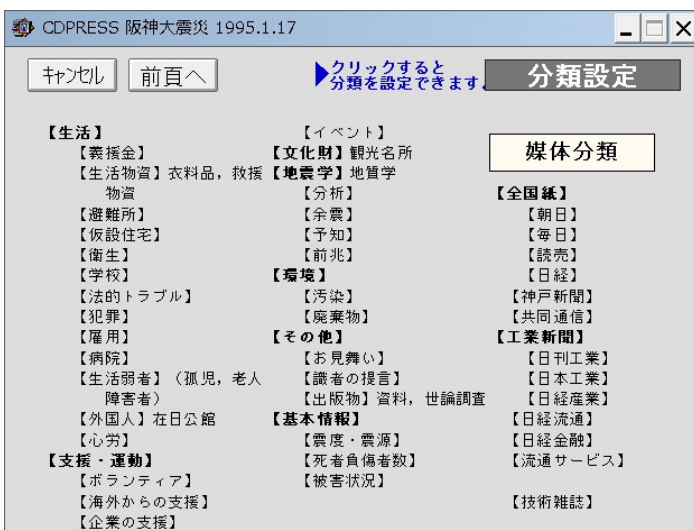 CDPRESS 阪神大震災 1995.1.17
キャンセル
前頁へ
▶クリックすると
分類を設定できます。
分類設定
【生活】
【義援金】
【生活物資】衣料品，救援
物資
【避難所】
【仮設住宅】
【衛生】
【学校】
【法的トラブル】
【犯罪】
【雇用】
【病院】
【生活弱者】（孤児，老人
障害者）
【外国人】在日公館
【心労】
【支援・運動】
【ボランティア】
【海外からの支援】
【企業の支援】
【イベント】
【文化財】観光名所
【地震学】地質学
【分析】
【余震】
【予知】
【前兆】
【環境】
【汚染】
【廃棄物】
【その他】
【お見舞い】
【識者の提言】
【出版物】資料，世論調査
【基本情報】
【震度・震源】
【死者負傷者数】
【被害状況】
媒体分類
【全国紙】
【朝日】
【毎日】
【読売】
【日経】
【神戸新聞】
【共同通信】
【工業新聞】
【日刊工業】
【日本工業】
【日経産業】
【日経流通】
【日経金融】
【流通サービス】
【技術雑誌】